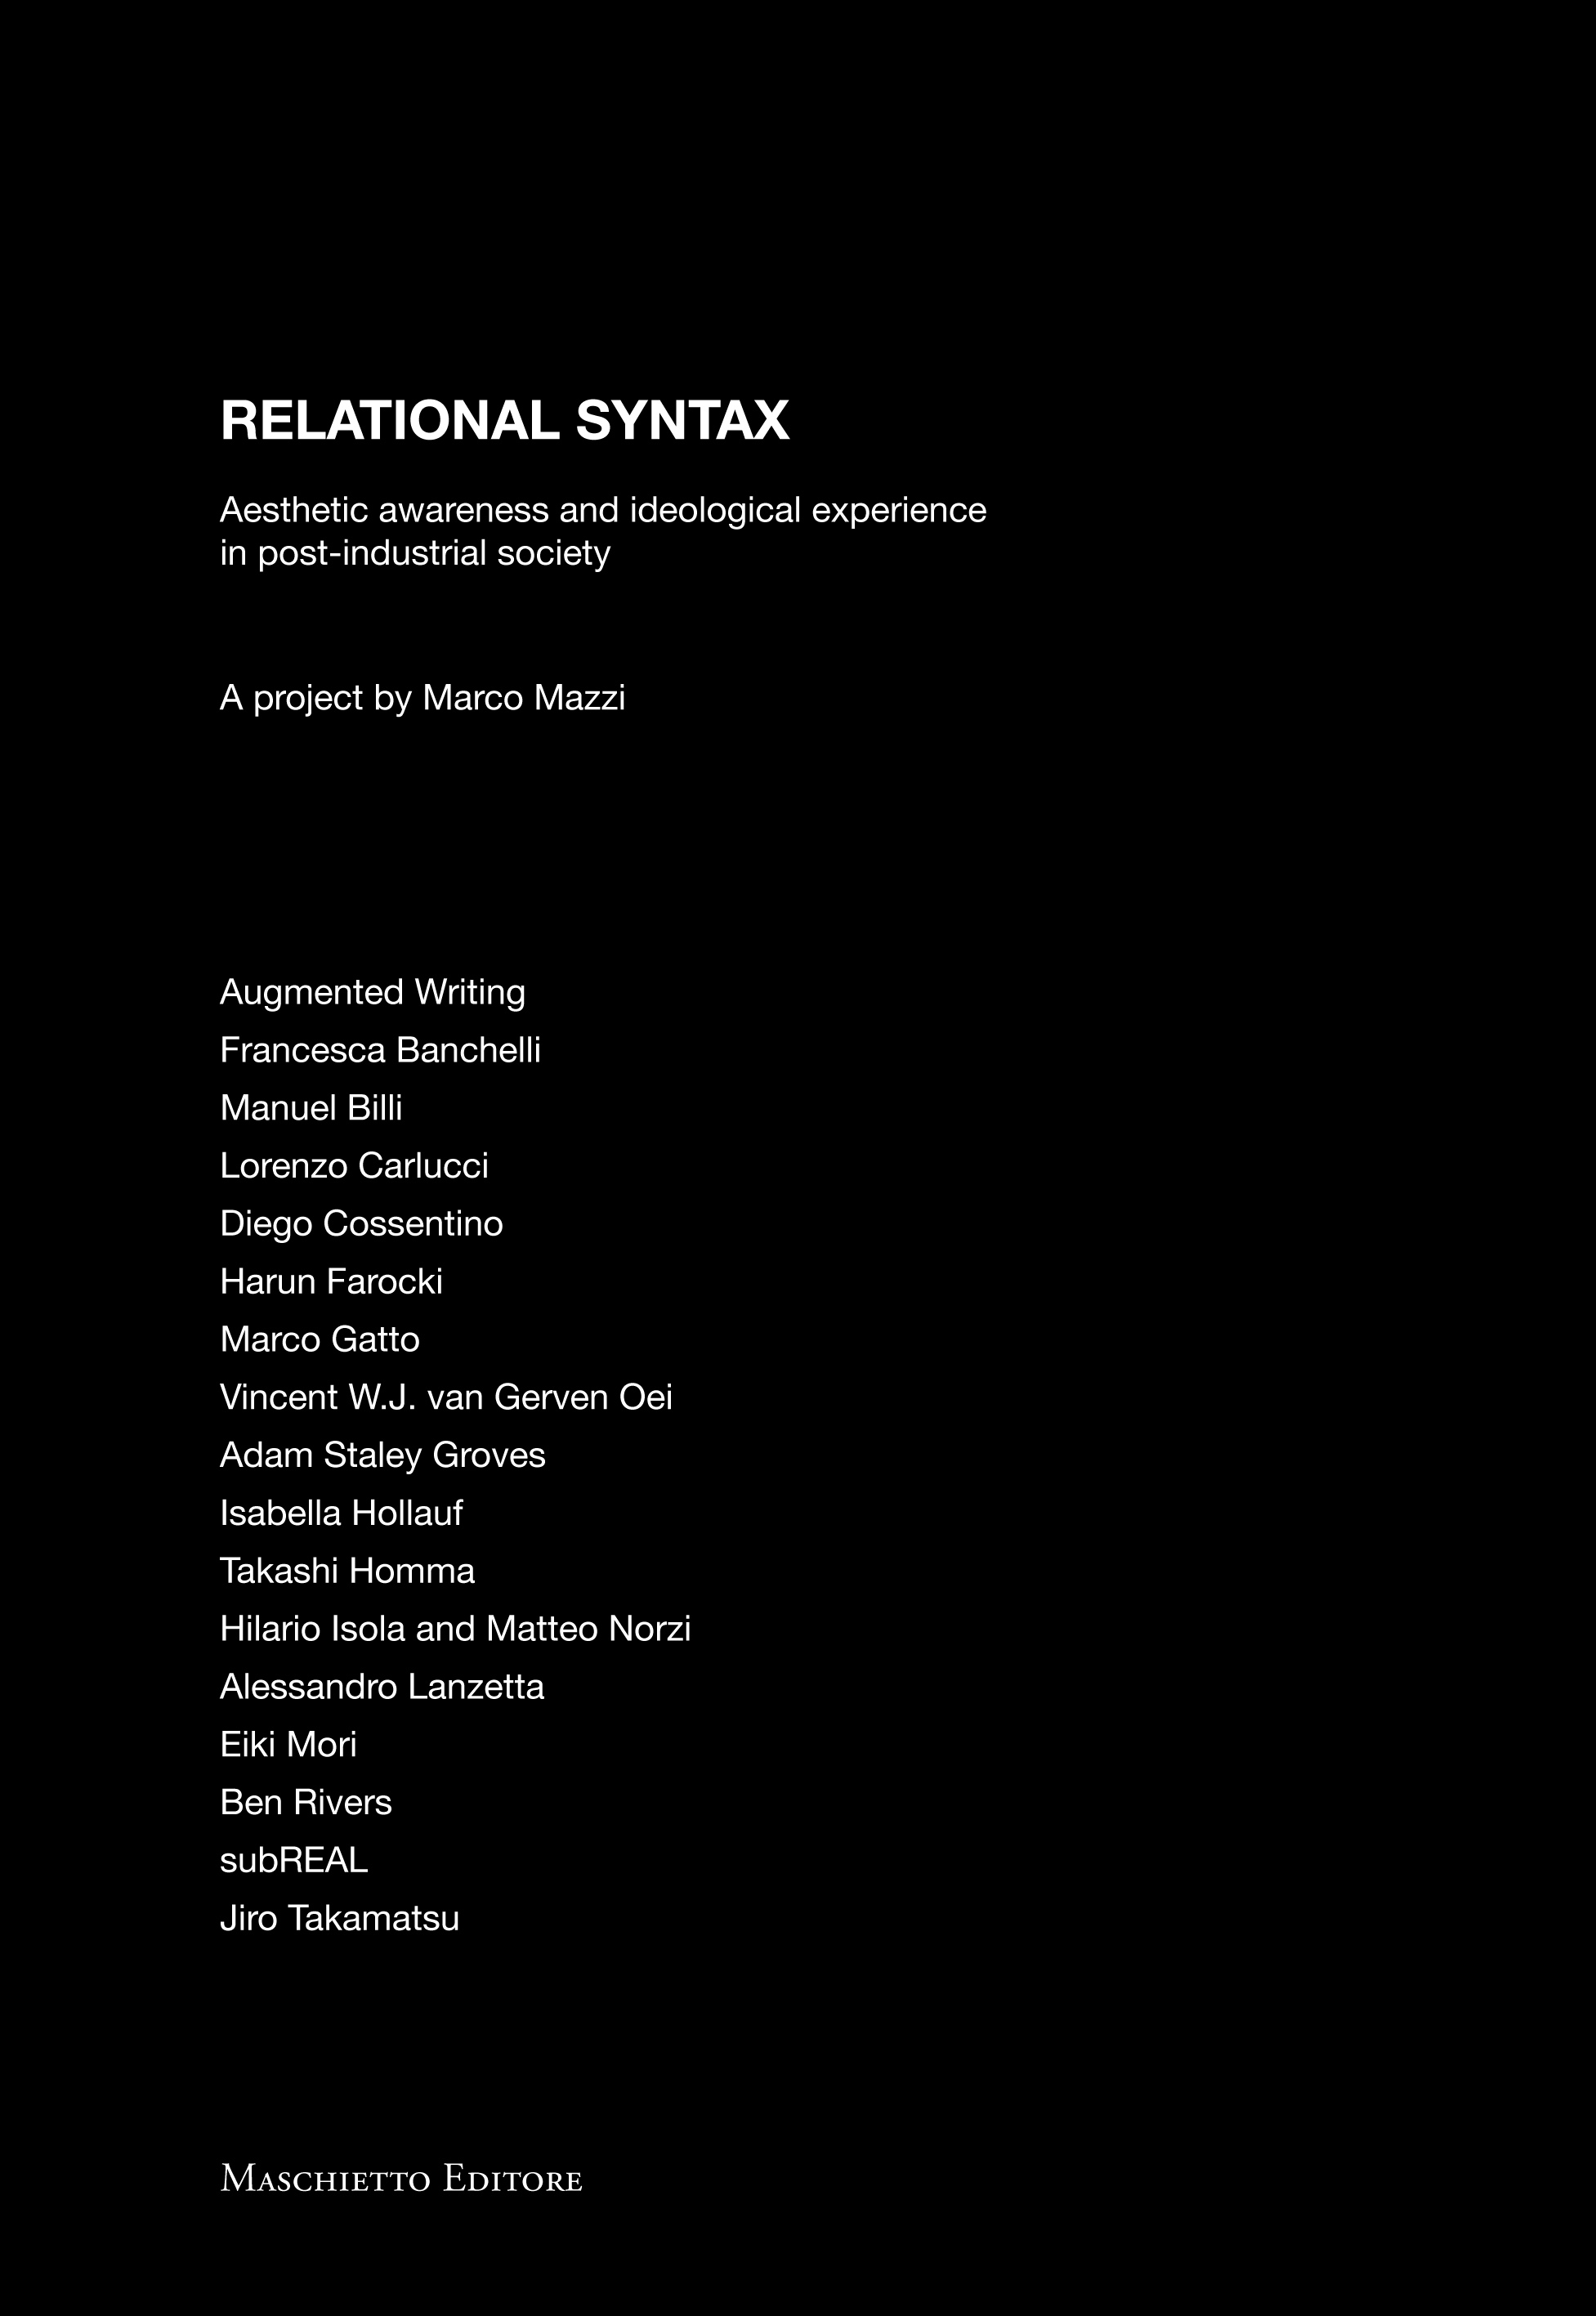 RELATIONAL SYNTAX
Aesthetic awareness and ideological experience
in post-industrial society
A project by Marco Mazzi
Augmented Writing
Francesca Banchelli
Manuel Billi
Lorenzo Carlucci
Diego Cossentino
Harun Farocki
Marco Gatto
Vincent W.J. van Gerven Oei
Adam Staley Groves
Isabella Hollauf
Takashi Homma
Hilario Isola and Matteo Norzi
Alessandro Lanzetta
Eiki Mori
Ben Rivers
subREAL
Jiro Takamatsu
Maschietto Editore